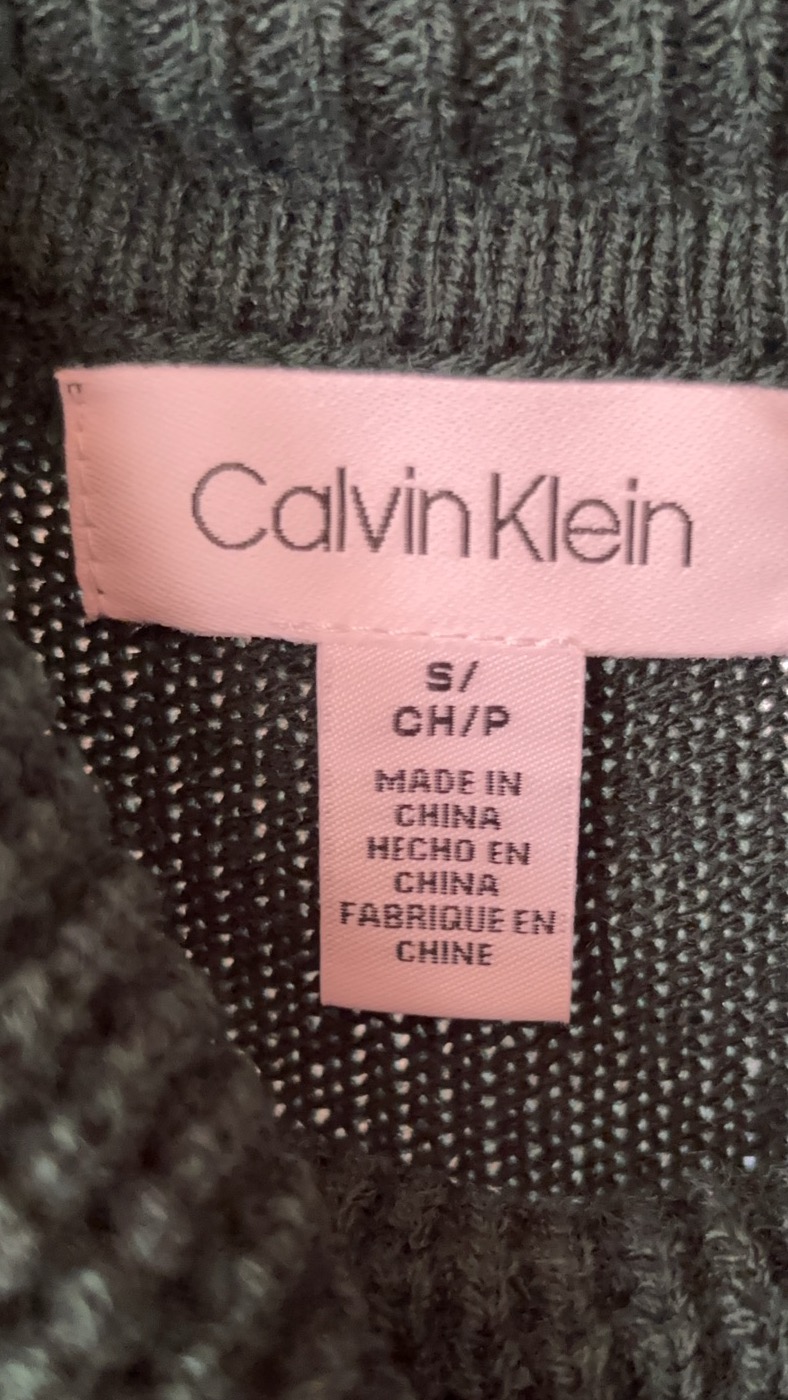 Calvin Klein
S/
CH/P
MADE IN
CHINA
HECHO EN
CHINA
FABRIQUE EN
CHINE